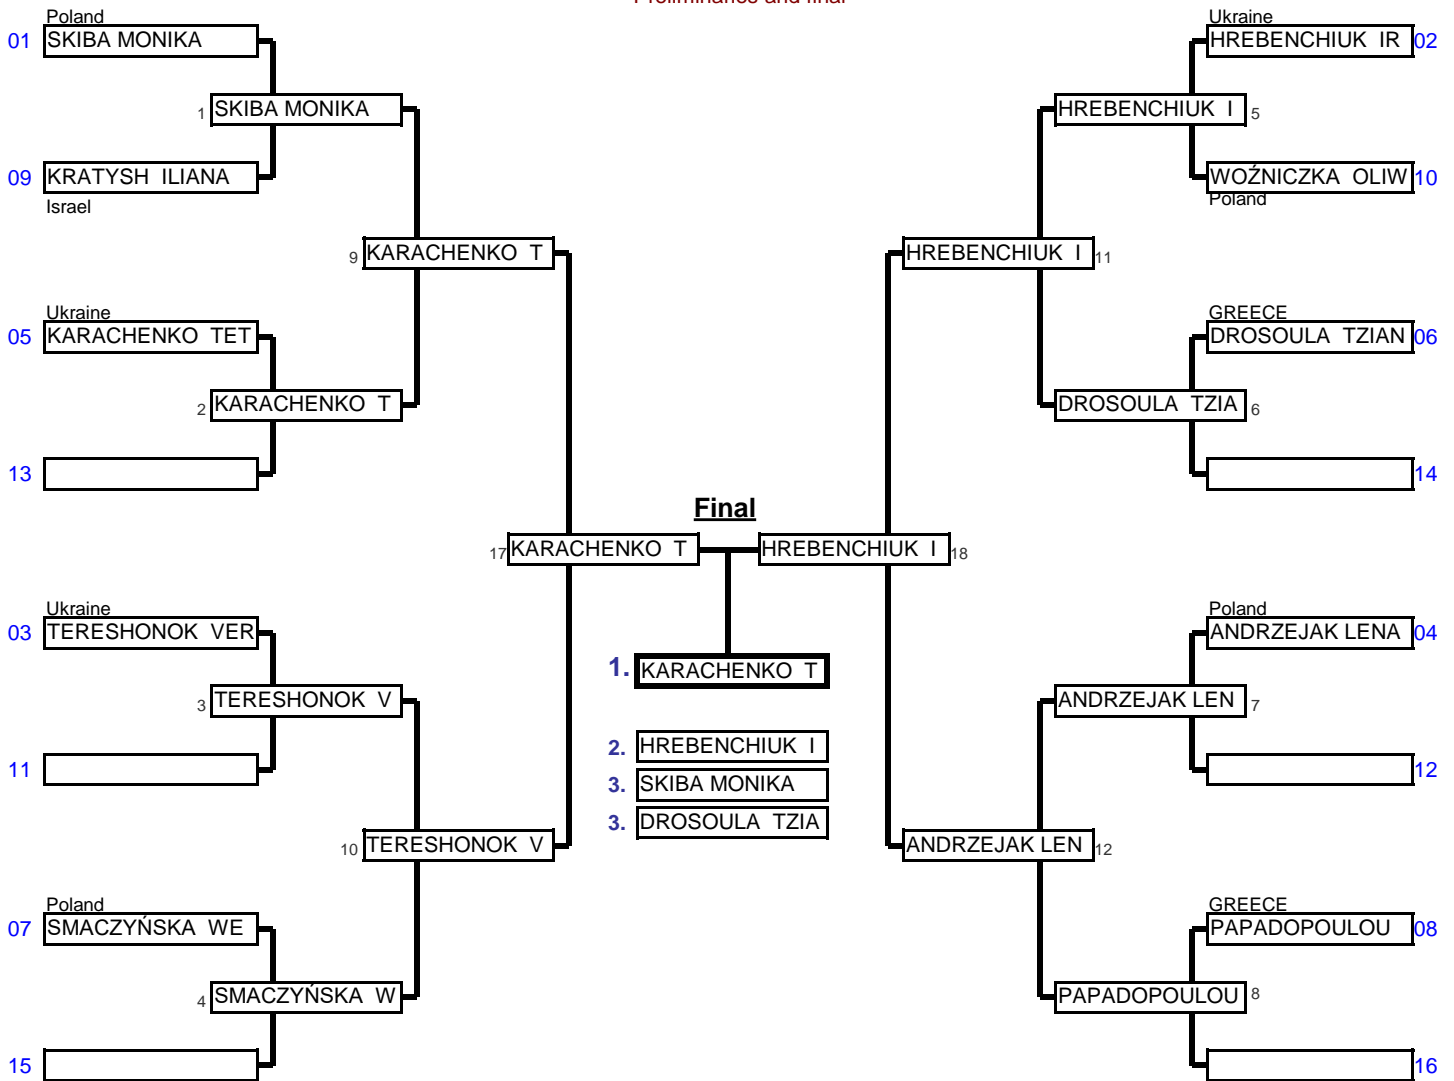 Preliminaries and final
Poland
01 SKIBA MONIKA
1 SKIBA MONIKA
09 KRATYSH ILIANA
Israel
9 KARACHENKO T
Ukraine
05 KARACHENKO TET
2 KARACHENKO T
13
17 KARACHENKO T
Ukraine
03 TERESHONOK VER
3 TERESHONOK V
11
10 TERESHONOK V
Poland
07 SMACZYŃSKA WE
4 SMACZYŃSKA W
15
Final
1. KARACHENKO T
2. HREBENCHIUK I
3. SKIBA MONIKA
3. DROSOULA TZIA
Ukraine
HREBENCHIUK IR 02
HREBENCHIUK I 5
WOŹNICZKA OLIW 10
Poland
HREBENCHIUK I 11
GREECE
DROSOULA TZIAN 06
DROSOULA TZIA 6
14
HREBENCHIUK I 18
Poland
ANDRZEJAK LENA 04
ANDRZEJAK LEN 7
12
ANDRZEJAK LEN 12
GREECE
PAPADOPOULOU 08
PAPADOPOULOU 8
16